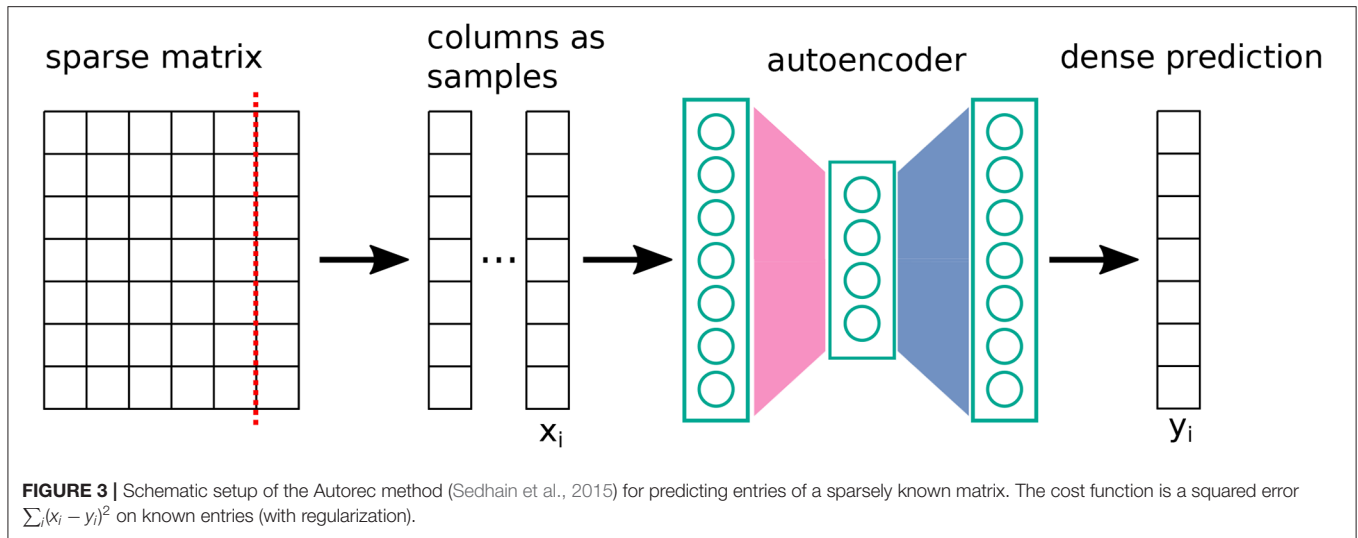 sparse matrix
columns as
samples
autoencoder
dense prediction
...
xᵢ
yᵢ
FIGURE 3 | Schematic setup of the Autorec method (Sedhain et al., 2015) for predicting entries of a sparsely known matrix. The cost function is a squared error
∑ᵢ(xᵢ − yᵢ)² on known entries (with regularization).